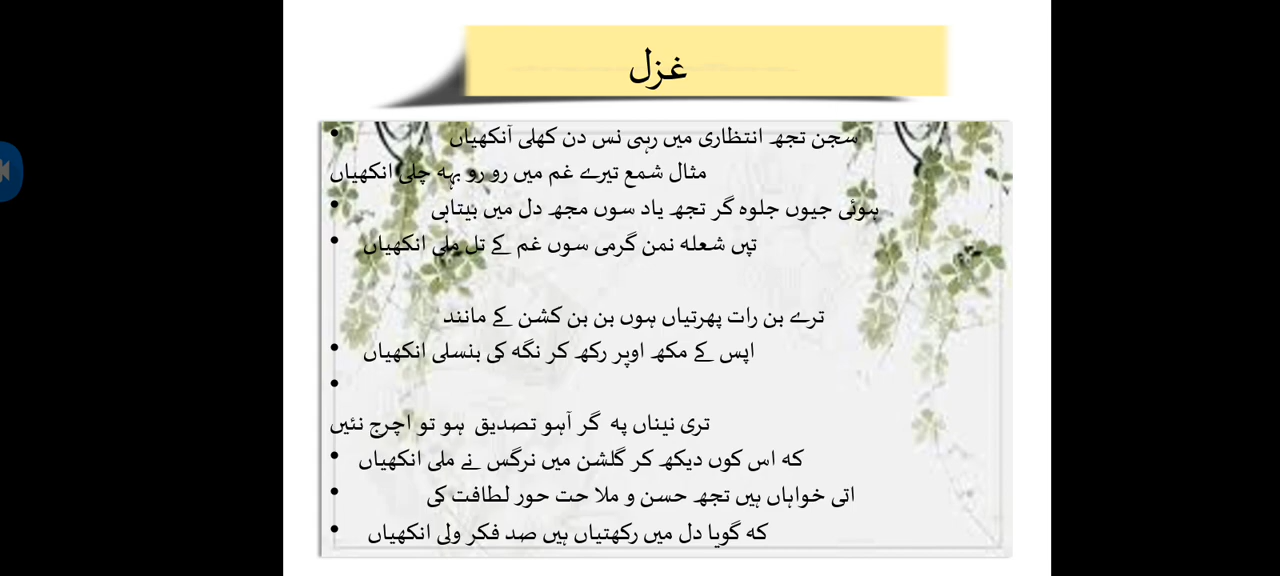 غزل
سجن تجھ انتظاری میں رہی نس دن کھلی آنکھیاں
مثال شمع تیرے غم میں رو رو بہہ چلی انکھیاں
ہوئی جیوں جلوہ گر تجھ یاد سوں مجھ دل میں بیتابی
تپں شعلہ نمن گرمی سوں غم کے تل ملی انکھیاں
ترے بن رات پھرتیاں ہوں بن بن کشن کے مانند
اپس کے مکھ اوپر رکھ کر نگہ کی بنسلی انکھیاں
تری نیناں پہ گر آہو تصدیق ہو تو اچرج نئیں
کہ اس کوں دیکھ کر گلشن میں نرگس نے ملی انکھیاں
اتی خواہاں ہیں تجھ حسن و ملا حت حور لطافت کی
کہ گویا دل میں رکھتیاں ہیں صد فکر ولی انکھیاں